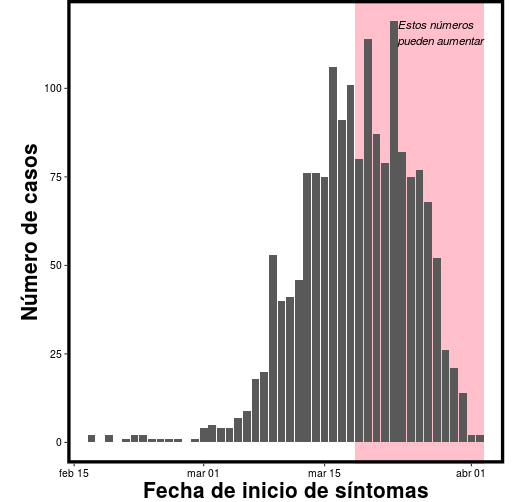 Estos números
pueden aumentar
100
75
50
25
0
Número de casos
feb 15
mar 01
mar 15
abr 01
Fecha de inicio de síntomas